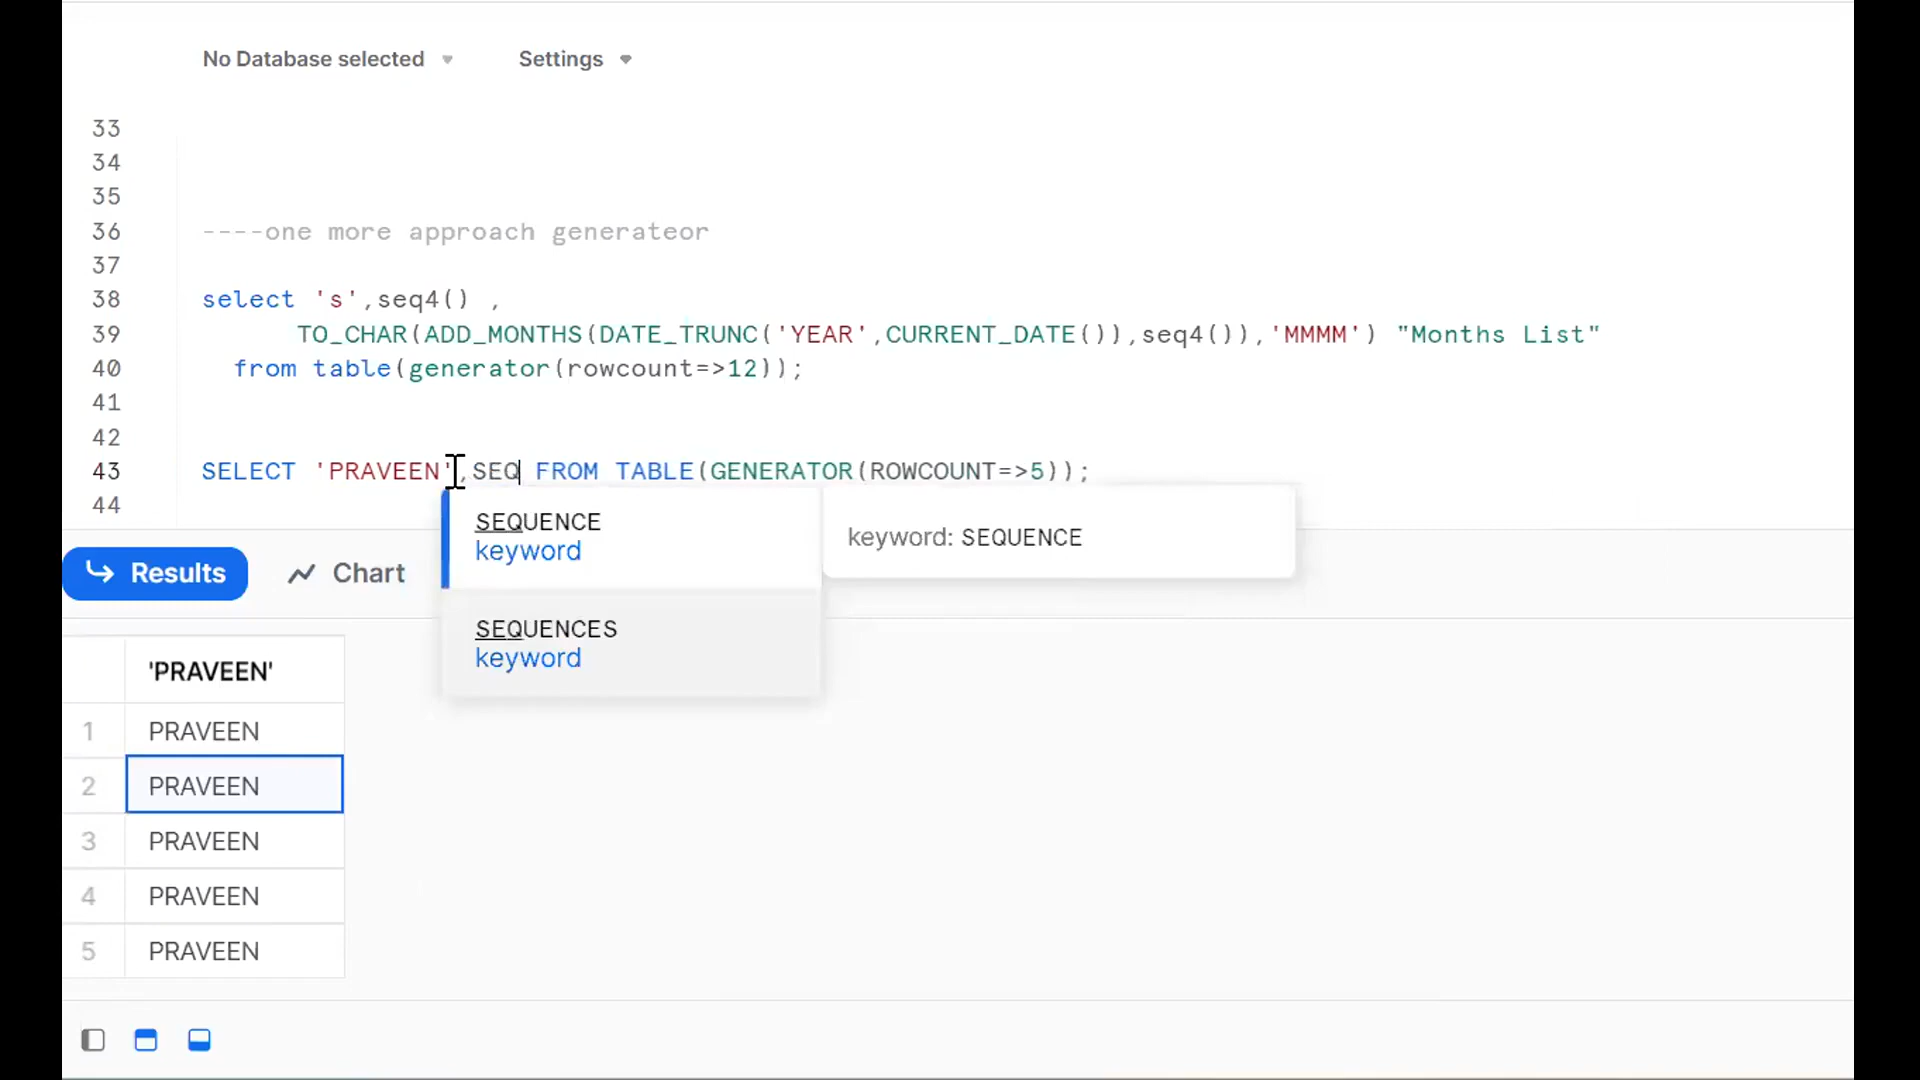 No Database selected Settings
33
34
35
36 ----one more approach generateor
37
38 select 's',seq4() ,
39 TO_CHAR(ADD_MONTHS(DATE_TRUNC('YEAR',CURRENT_DATE()),seq4()),'MMMM') "Months List"
40 from table(generator(rowcount=>12));
41
42
43 SELECT 'PRAVEEN',SEQ FROM TABLE(GENERATOR(ROWCOUNT=>5));
44
SEQUENCE
keyword
keyword: SEQUENCE
SEQUENCES
keyword
Results Chart
'PRAVEEN'
1 PRAVEEN
2 PRAVEEN
3 PRAVEEN
4 PRAVEEN
5 PRAVEEN